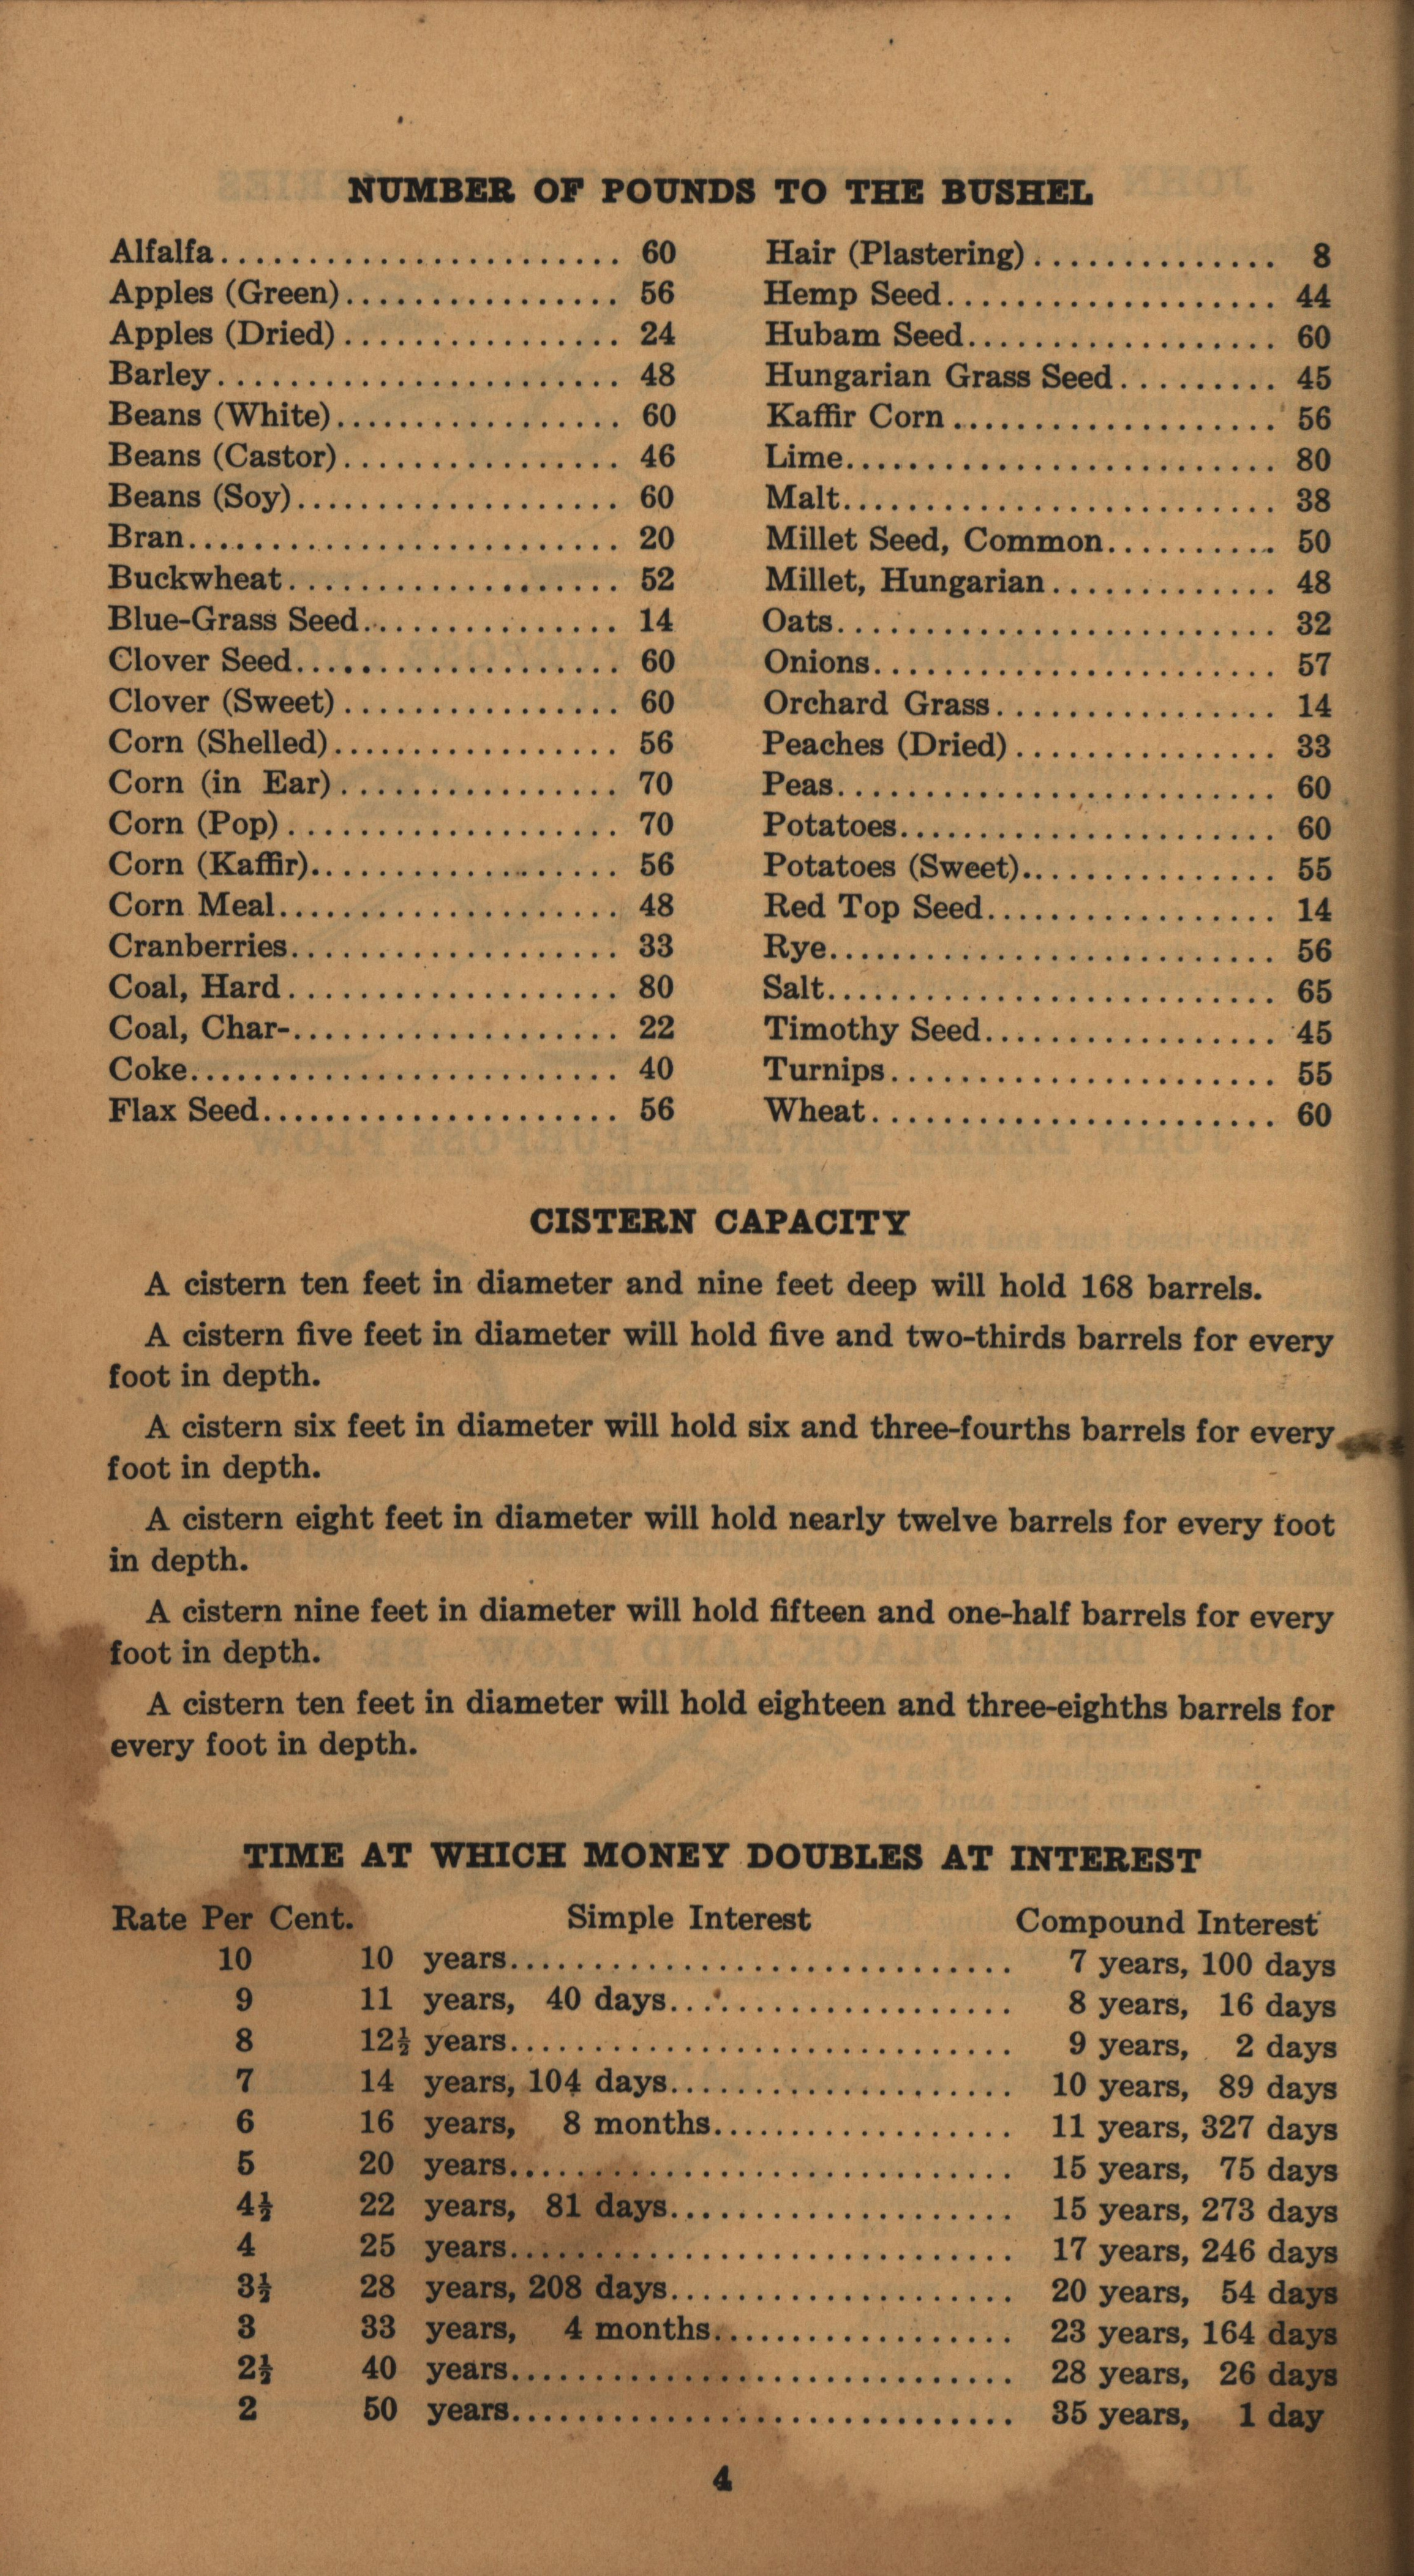 NUMBER OF POUNDS TO THE BUSHEL
Alfalfa........................ 60
Apples (Green)................. 56
Apples (Dried)................. 24
Barley......................... 48
Beans (White).................. 60
Beans (Castor)................. 46
Beans (Soy).................... 60
Bran........................... 20
Buckwheat...................... 52
Blue-Grass Seed................ 14
Clover Seed.................... 60
Clover (Sweet)................. 60
Corn (Shelled)................. 56
Corn (in Ear).................. 70
Corn (Pop)..................... 70
Corn (Kaffir).................. 56
Corn Meal...................... 48
Cranberries.................... 33
Coal, Hard..................... 80
Coal, Char-.................... 22
Coke........................... 40
Flax Seed...................... 56
Hair (Plastering).............. 8
Hemp Seed...................... 44
Hubam Seed..................... 60
Hungarian Grass Seed........... 45
Kaffir Corn.................... 56
Lime........................... 80
Malt........................... 38
Millet Seed, Common............ 50
Millet, Hungarian.............. 48
Oats........................... 32
Onions......................... 57
Orchard Grass.................. 14
Peaches (Dried)................ 33
Peas........................... 60
Potatoes....................... 60
Potatoes (Sweet)............... 55
Red Top Seed................... 14
Rye............................ 56
Salt........................... 65
Timothy Seed................... 45
Turnips........................ 55
Wheat.......................... 60
CISTERN CAPACITY
A cistern ten feet in diameter and nine feet deep will hold 168 barrels.
A cistern five feet in diameter will hold five and two-thirds barrels for every
foot in depth.
A cistern six feet in diameter will hold six and three-fourths barrels for every
foot in depth.
A cistern eight feet in diameter will hold nearly twelve barrels for every foot
in depth.
A cistern nine feet in diameter will hold fifteen and one-half barrels for every
foot in depth.
A cistern ten feet in diameter will hold eighteen and three-eighths barrels for
every foot in depth.
TIME AT WHICH MONEY DOUBLES AT INTEREST
Rate Per Cent. Simple Interest Compound Interest
10 10 years.............................. 7 years, 100 days
9 11 years, 40 days..................... 8 years, 16 days
8 12½ years.............................. 9 years, 2 days
7 14 years, 104 days..................... 10 years, 89 days
6 16 years, 8 months.................. 11 years, 327 days
5 20 years.............................. 15 years, 75 days
4½ 22 years, 81 days..................... 15 years, 273 days
4 25 years.............................. 17 years, 246 days
3½ 28 years, 208 days..................... 20 years, 54 days
3 33 years, 4 months.................. 23 years, 164 days
2½ 40 years.............................. 28 years, 26 days
2 50 years.............................. 35 years, 1 day
4